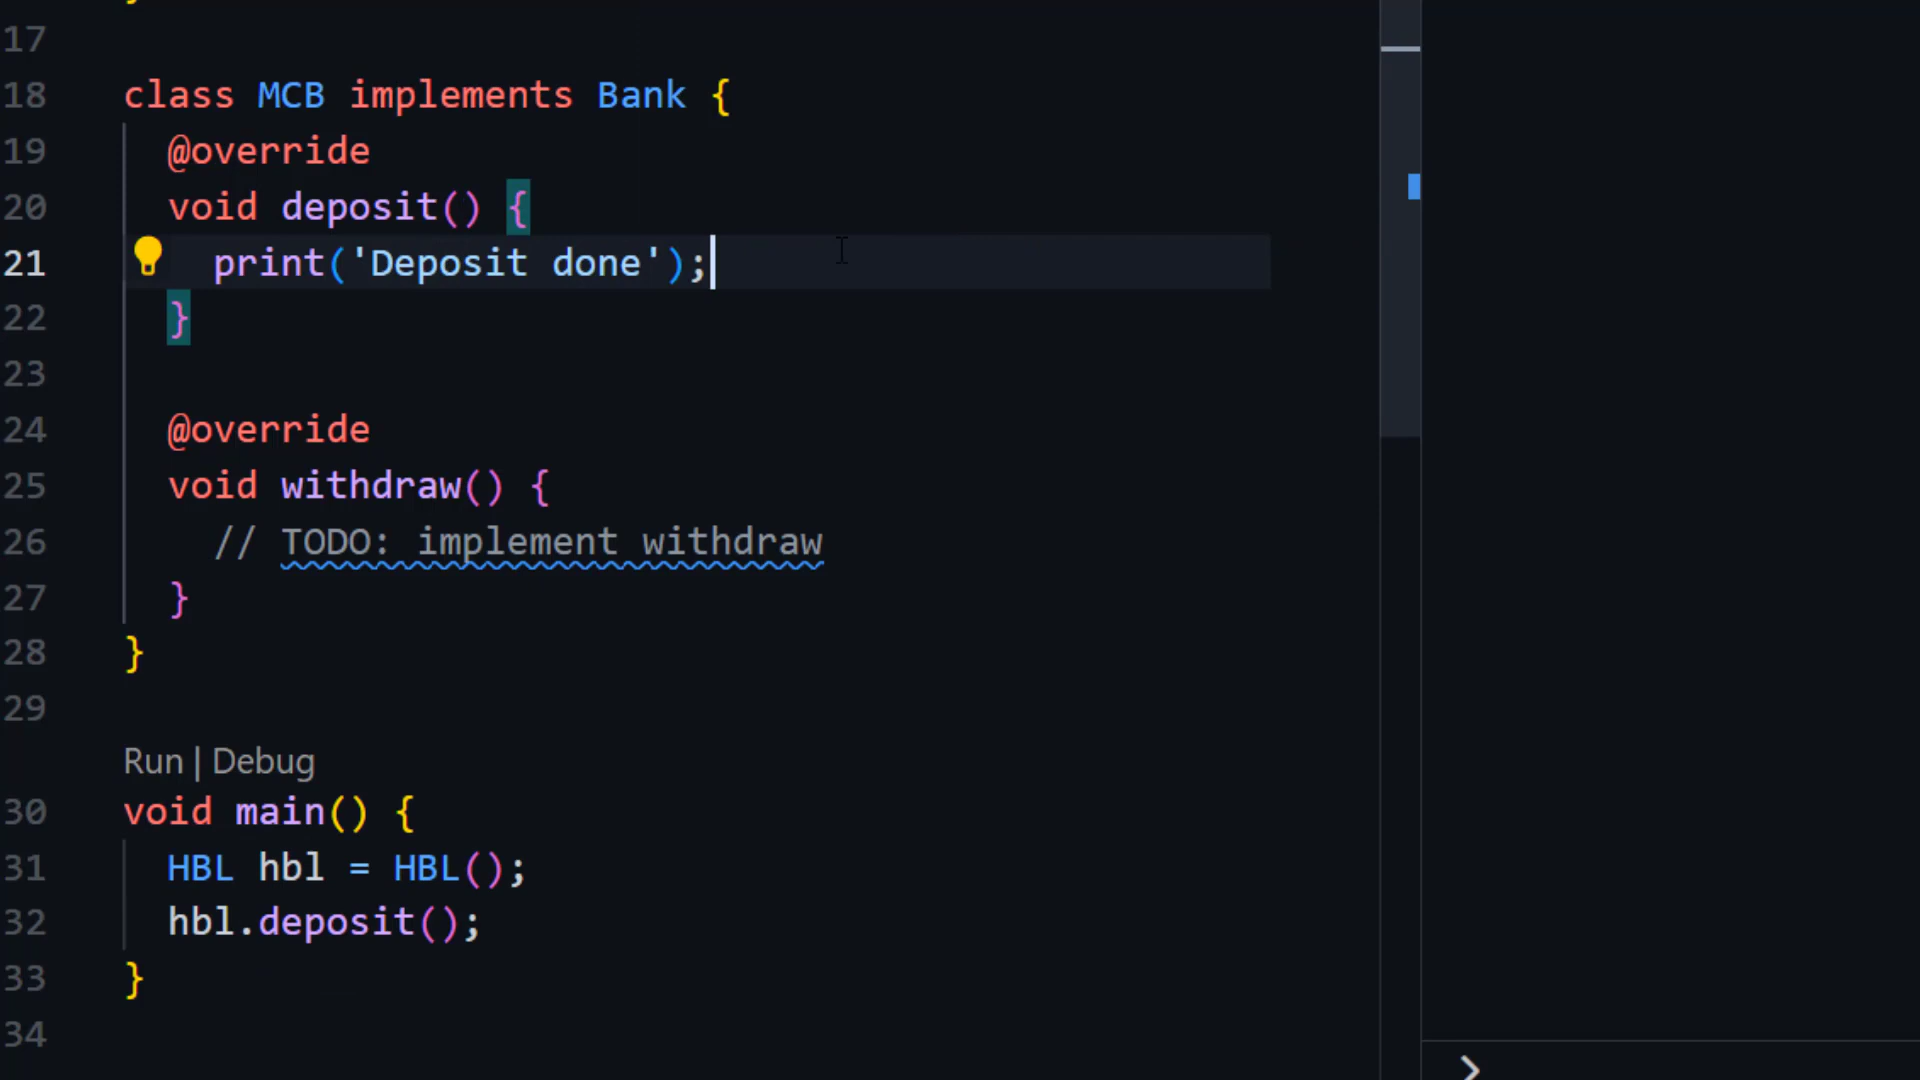 17
18 class MCB implements Bank {
19 @override
20 void deposit() {
21 print('Deposit done');
22 }
23
24 @override
25 void withdraw() {
26 // TODO: implement withdraw
27 }
28 }
29
Run | Debug
30 void main() {
31 HBL hbl = HBL();
32 hbl.deposit();
33 }
34